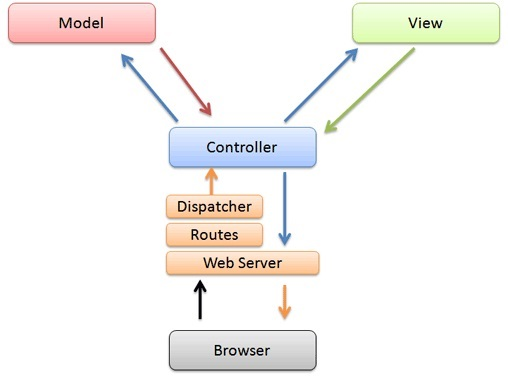 Model
View
Controller
Dispatcher
Routes
Web Server
Browser